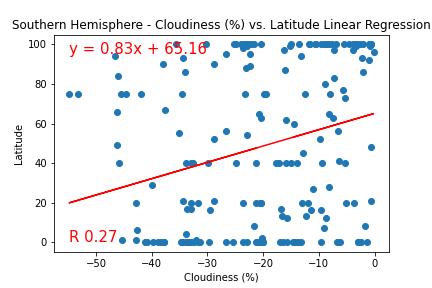 Southern Hemisphere - Cloudiness (%) vs. Latitude Linear Regression
y = 0.83x + 65.16
R 0.27
Latitude
100
80
60
40
20
0
−50
−40
−30
−20
−10
0
Cloudiness (%)